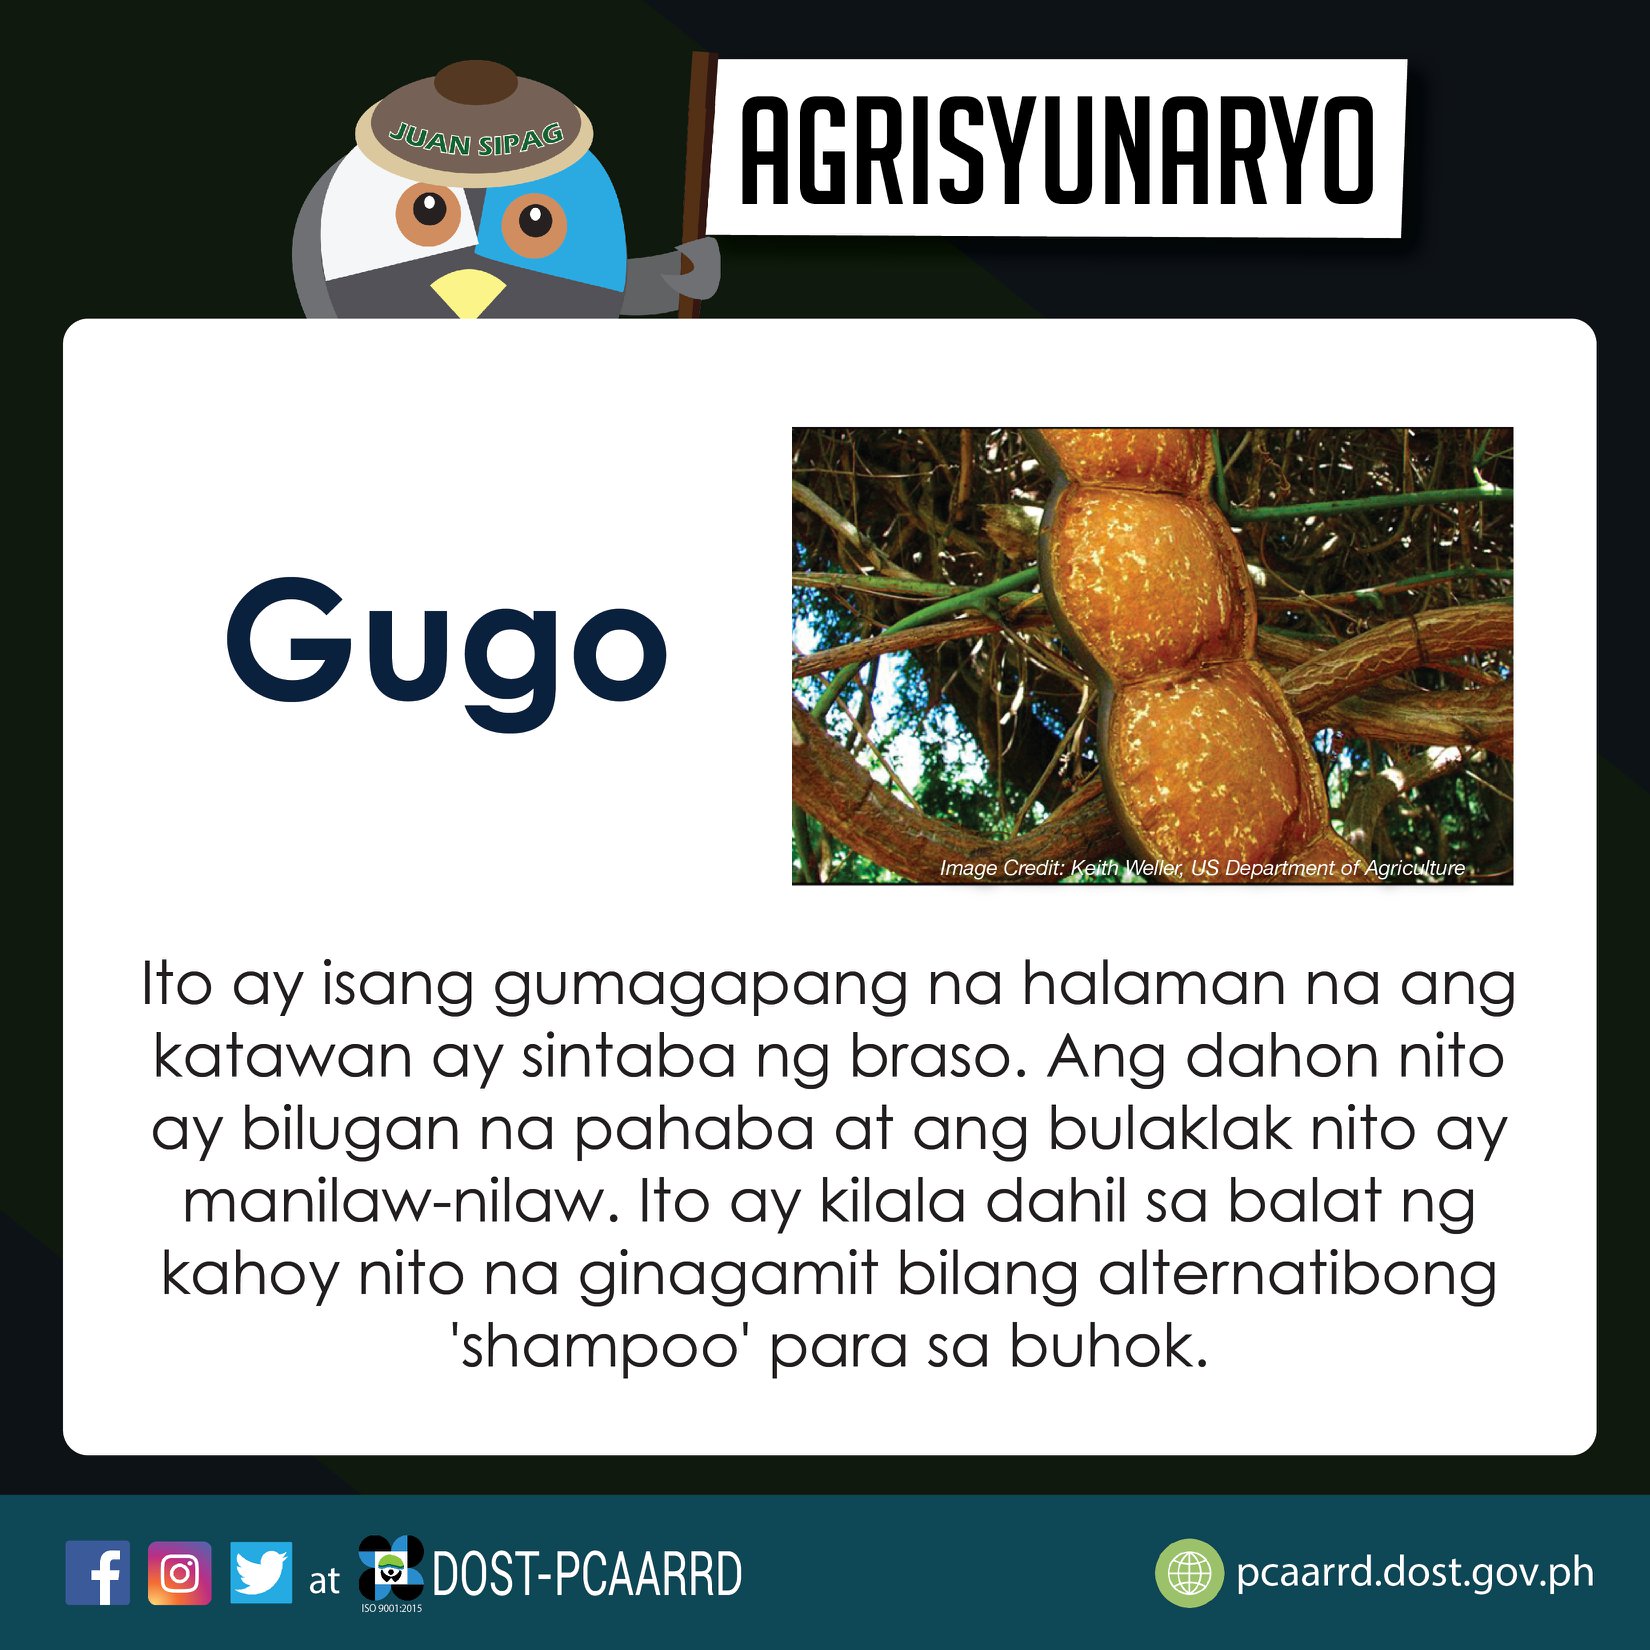 JUAN SIPAG
AGRISYUNARYO
Gugo
Image Credit: Keith Weller, US Department of Agriculture
Ito ay isang gumagapang na halaman na ang
katawan ay sintaba ng braso. Ang dahon nito
ay bilugan na pahaba at ang bulaklak nito ay
manilaw-nilaw. Ito ay kilala dahil sa balat ng
kahoy nito na ginagamit bilang alternatibong
'shampoo' para sa buhok.
at DOST-PCAARRD
ISO 9001:2015
pcaarrd.dost.gov.ph